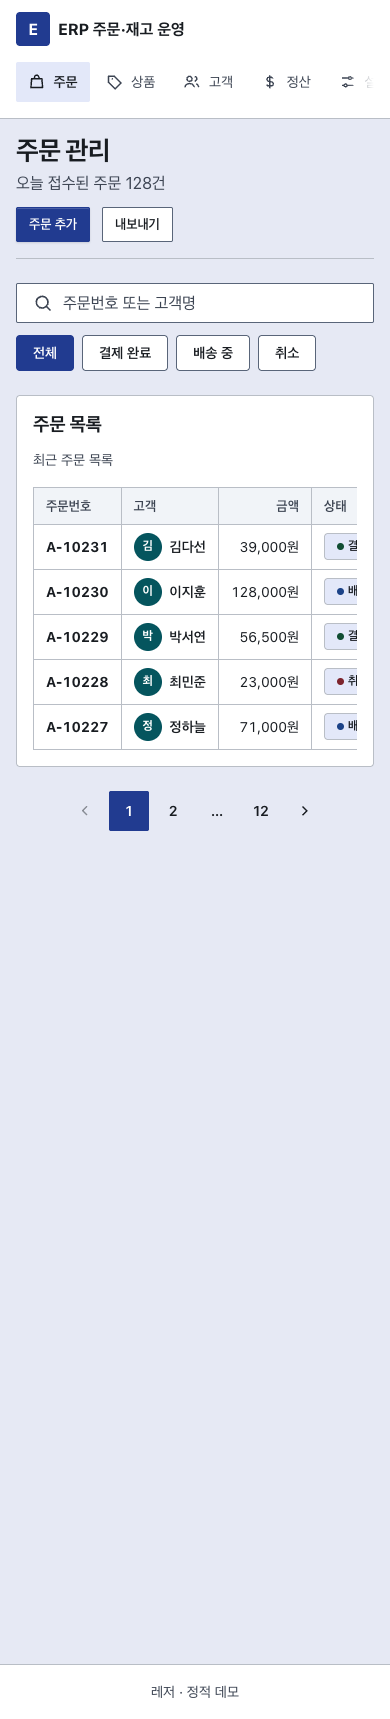 E ERP 주문·재고 운영
주문 상품 고객 정산
주문 관리
오늘 접수된 주문 128건
주문 추가 내보내기
주문번호 또는 고객명
전체 결제 완료 배송 중 취소
주문 목록
최근 주문 목록
주문번호 고객 금액 상태
A-10231 김 김다선 39,000원 결
A-10230 이 이지훈 128,000원 배
A-10229 박 박서연 56,500원 결
A-10228 최 최민준 23,000원 취
A-10227 정 정하늘 71,000원 배
1 2 ... 12
레저 · 정적 데모